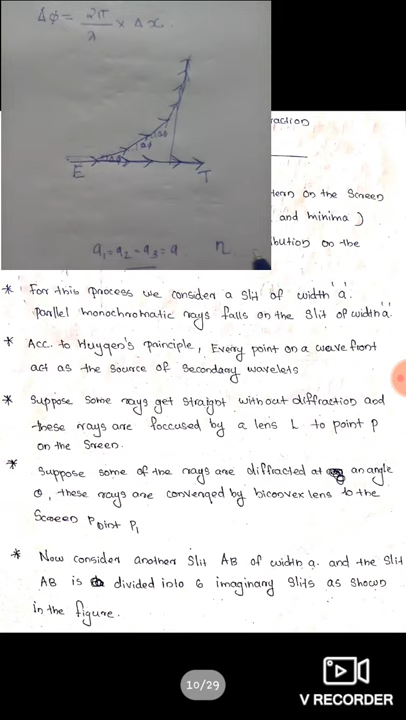 Δφ = 2π/λ × Δx.
Δφ
Δφ
Δφ
E
T
a₁ = a₂ = a₃ = a
n
raction
tern on the Screen
and minima )
ibution on the
* For this process we consider a slit of width 'a'.
Parallel monochromatic rays falls on the slit of width 'a'.
* Acc. to Huygen's principle, Every point on a wave front
act as the source of secondary wavelets
* Suppose some rays get straight without diffraction and
these rays are foccused by a lens L to point P
on the Screen.
* Suppose some of the rays are diffracted at an angle
θ, these rays are converged by biconvex lens to the
Screen Point P₁
* Now consider another slit AB of width a. and the slit
AB is divided into 6 imaginary slits as shown
in the figure.
10/29
V RECORDER